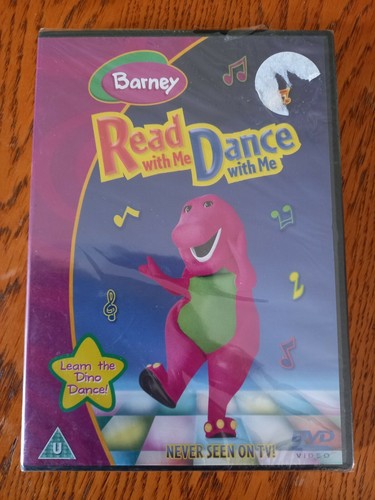 Barney
Read Dance
with Me with Me
Learn the
Dino
Dance!
U
NEVER SEEN ON TV!
DVD
VIDEO